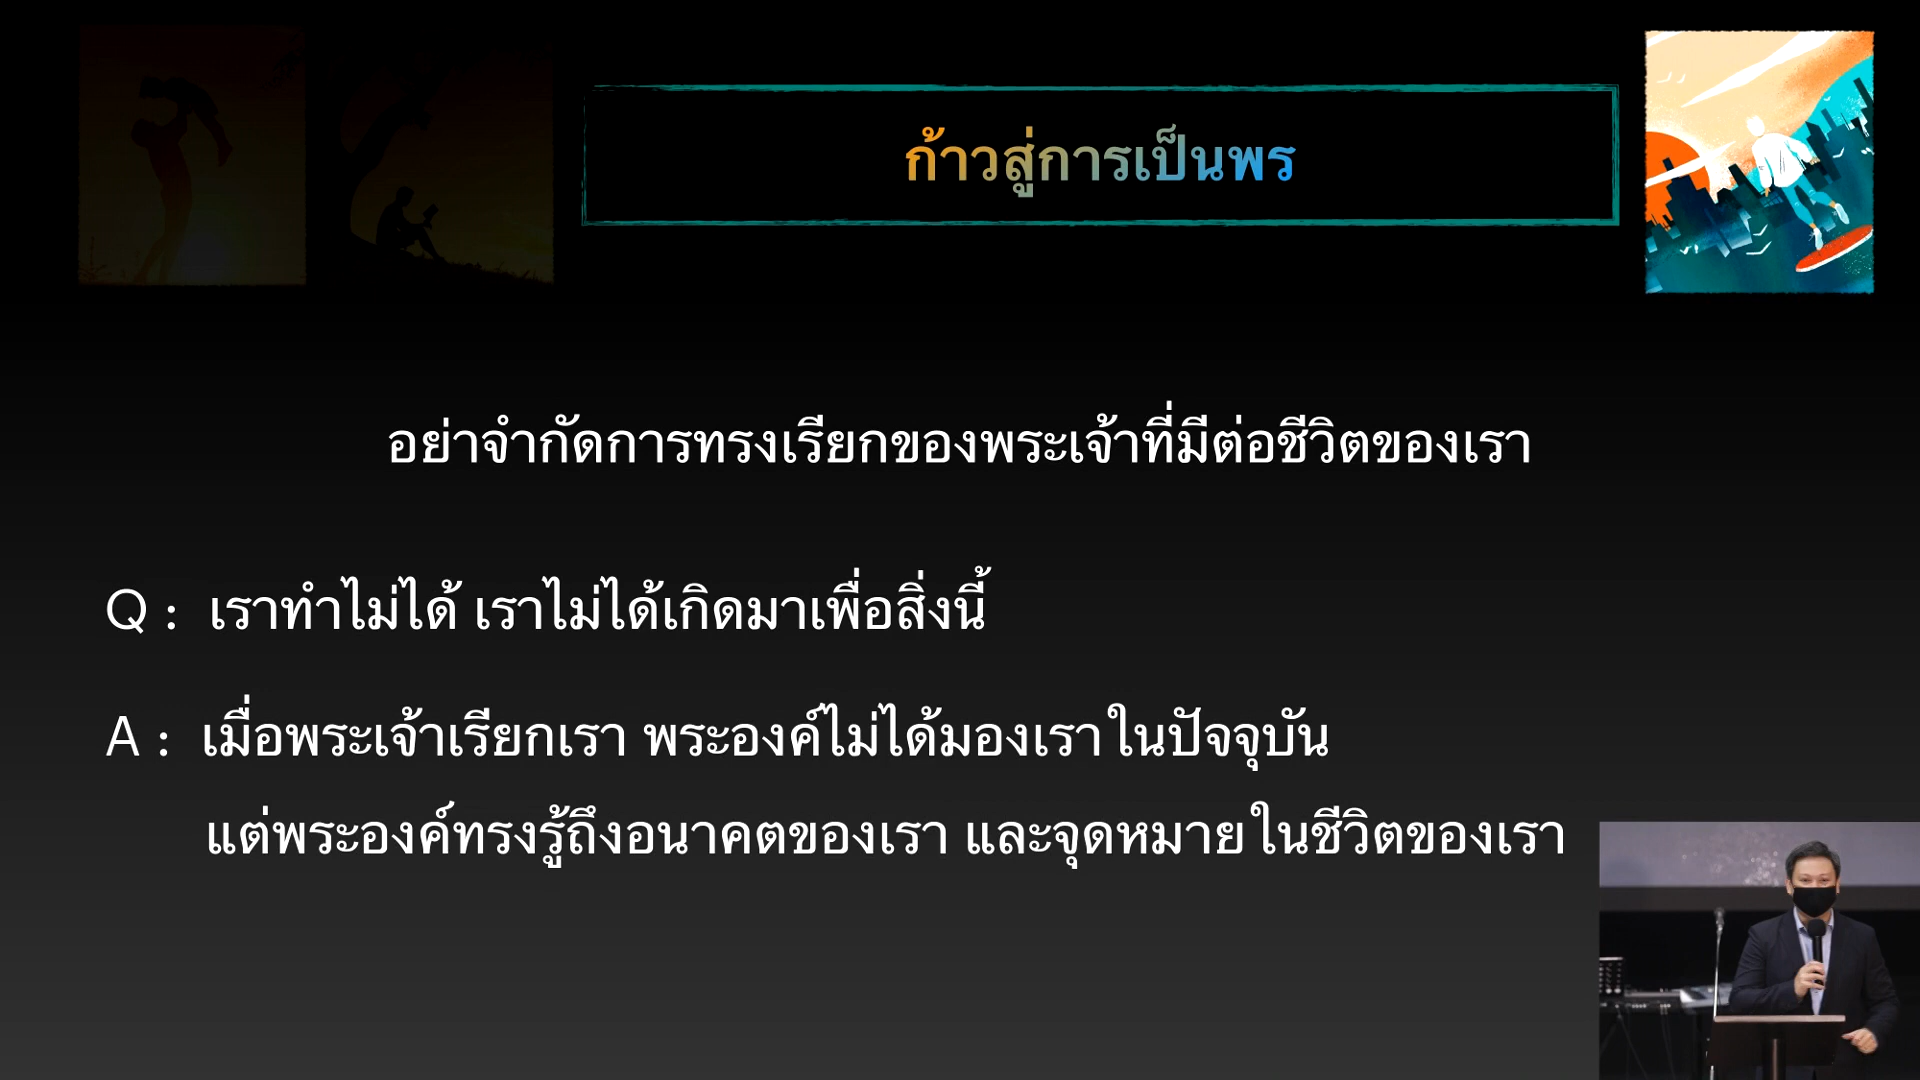 ก้าวสู่การเป็นพร
อย่าจำกัดการทรงเรียกของพระเจ้าที่มีต่อชีวิตของเรา
Q : เราทำไม่ได้ เราไม่ได้เกิดมาเพื่อสิ่งนี้
A : เมื่อพระเจ้าเรียกเรา พระองค์ไม่ได้มองเราในปัจจุบัน
แต่พระองค์ทรงรู้ถึงอนาคตของเรา และจุดหมายในชีวิตของเรา